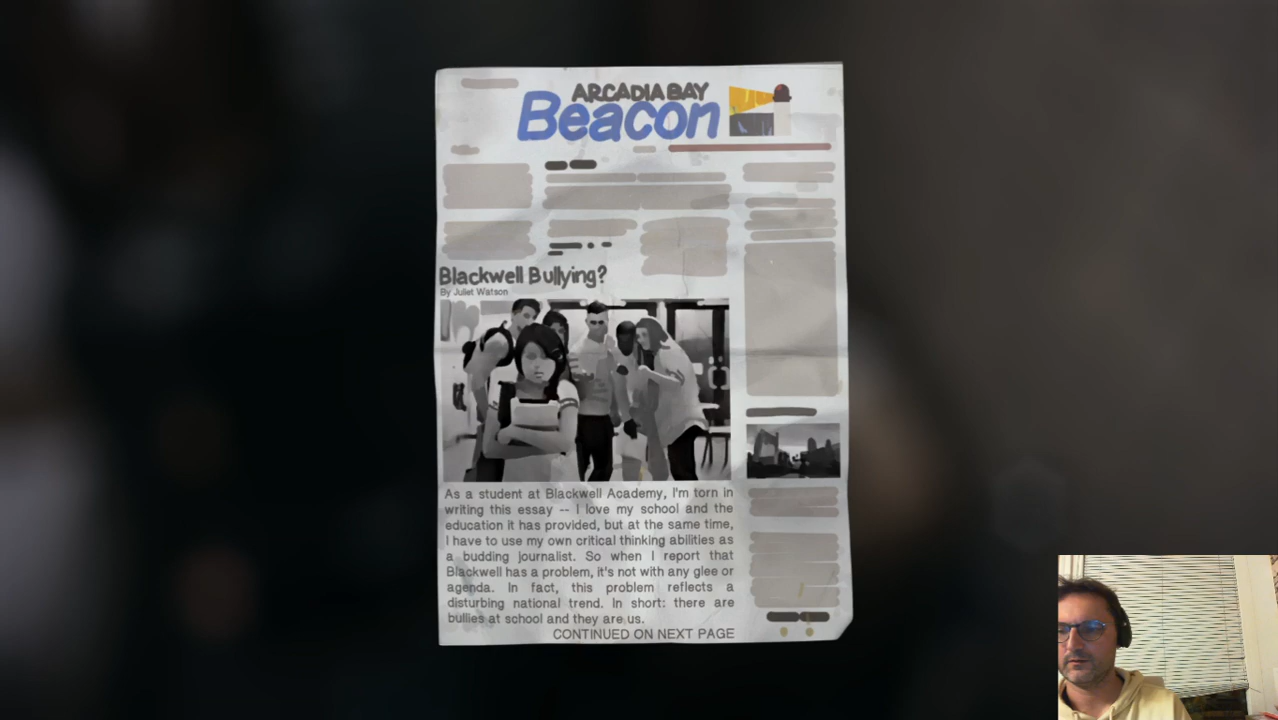 ARCADIA BAY
Beacon
Blackwell Bullying?
By Juliet Watson
As a student at Blackwell Academy, I'm torn in
writing this essay -- I love my school and the
education it has provided, but at the same time,
I have to use my own critical thinking abilities as
a budding journalist. So when I report that
Blackwell has a problem, it's not with any glee or
agenda. In fact, this problem reflects a
disturbing national trend. In short: there are
bullies at school and they are us.
CONTINUED ON NEXT PAGE